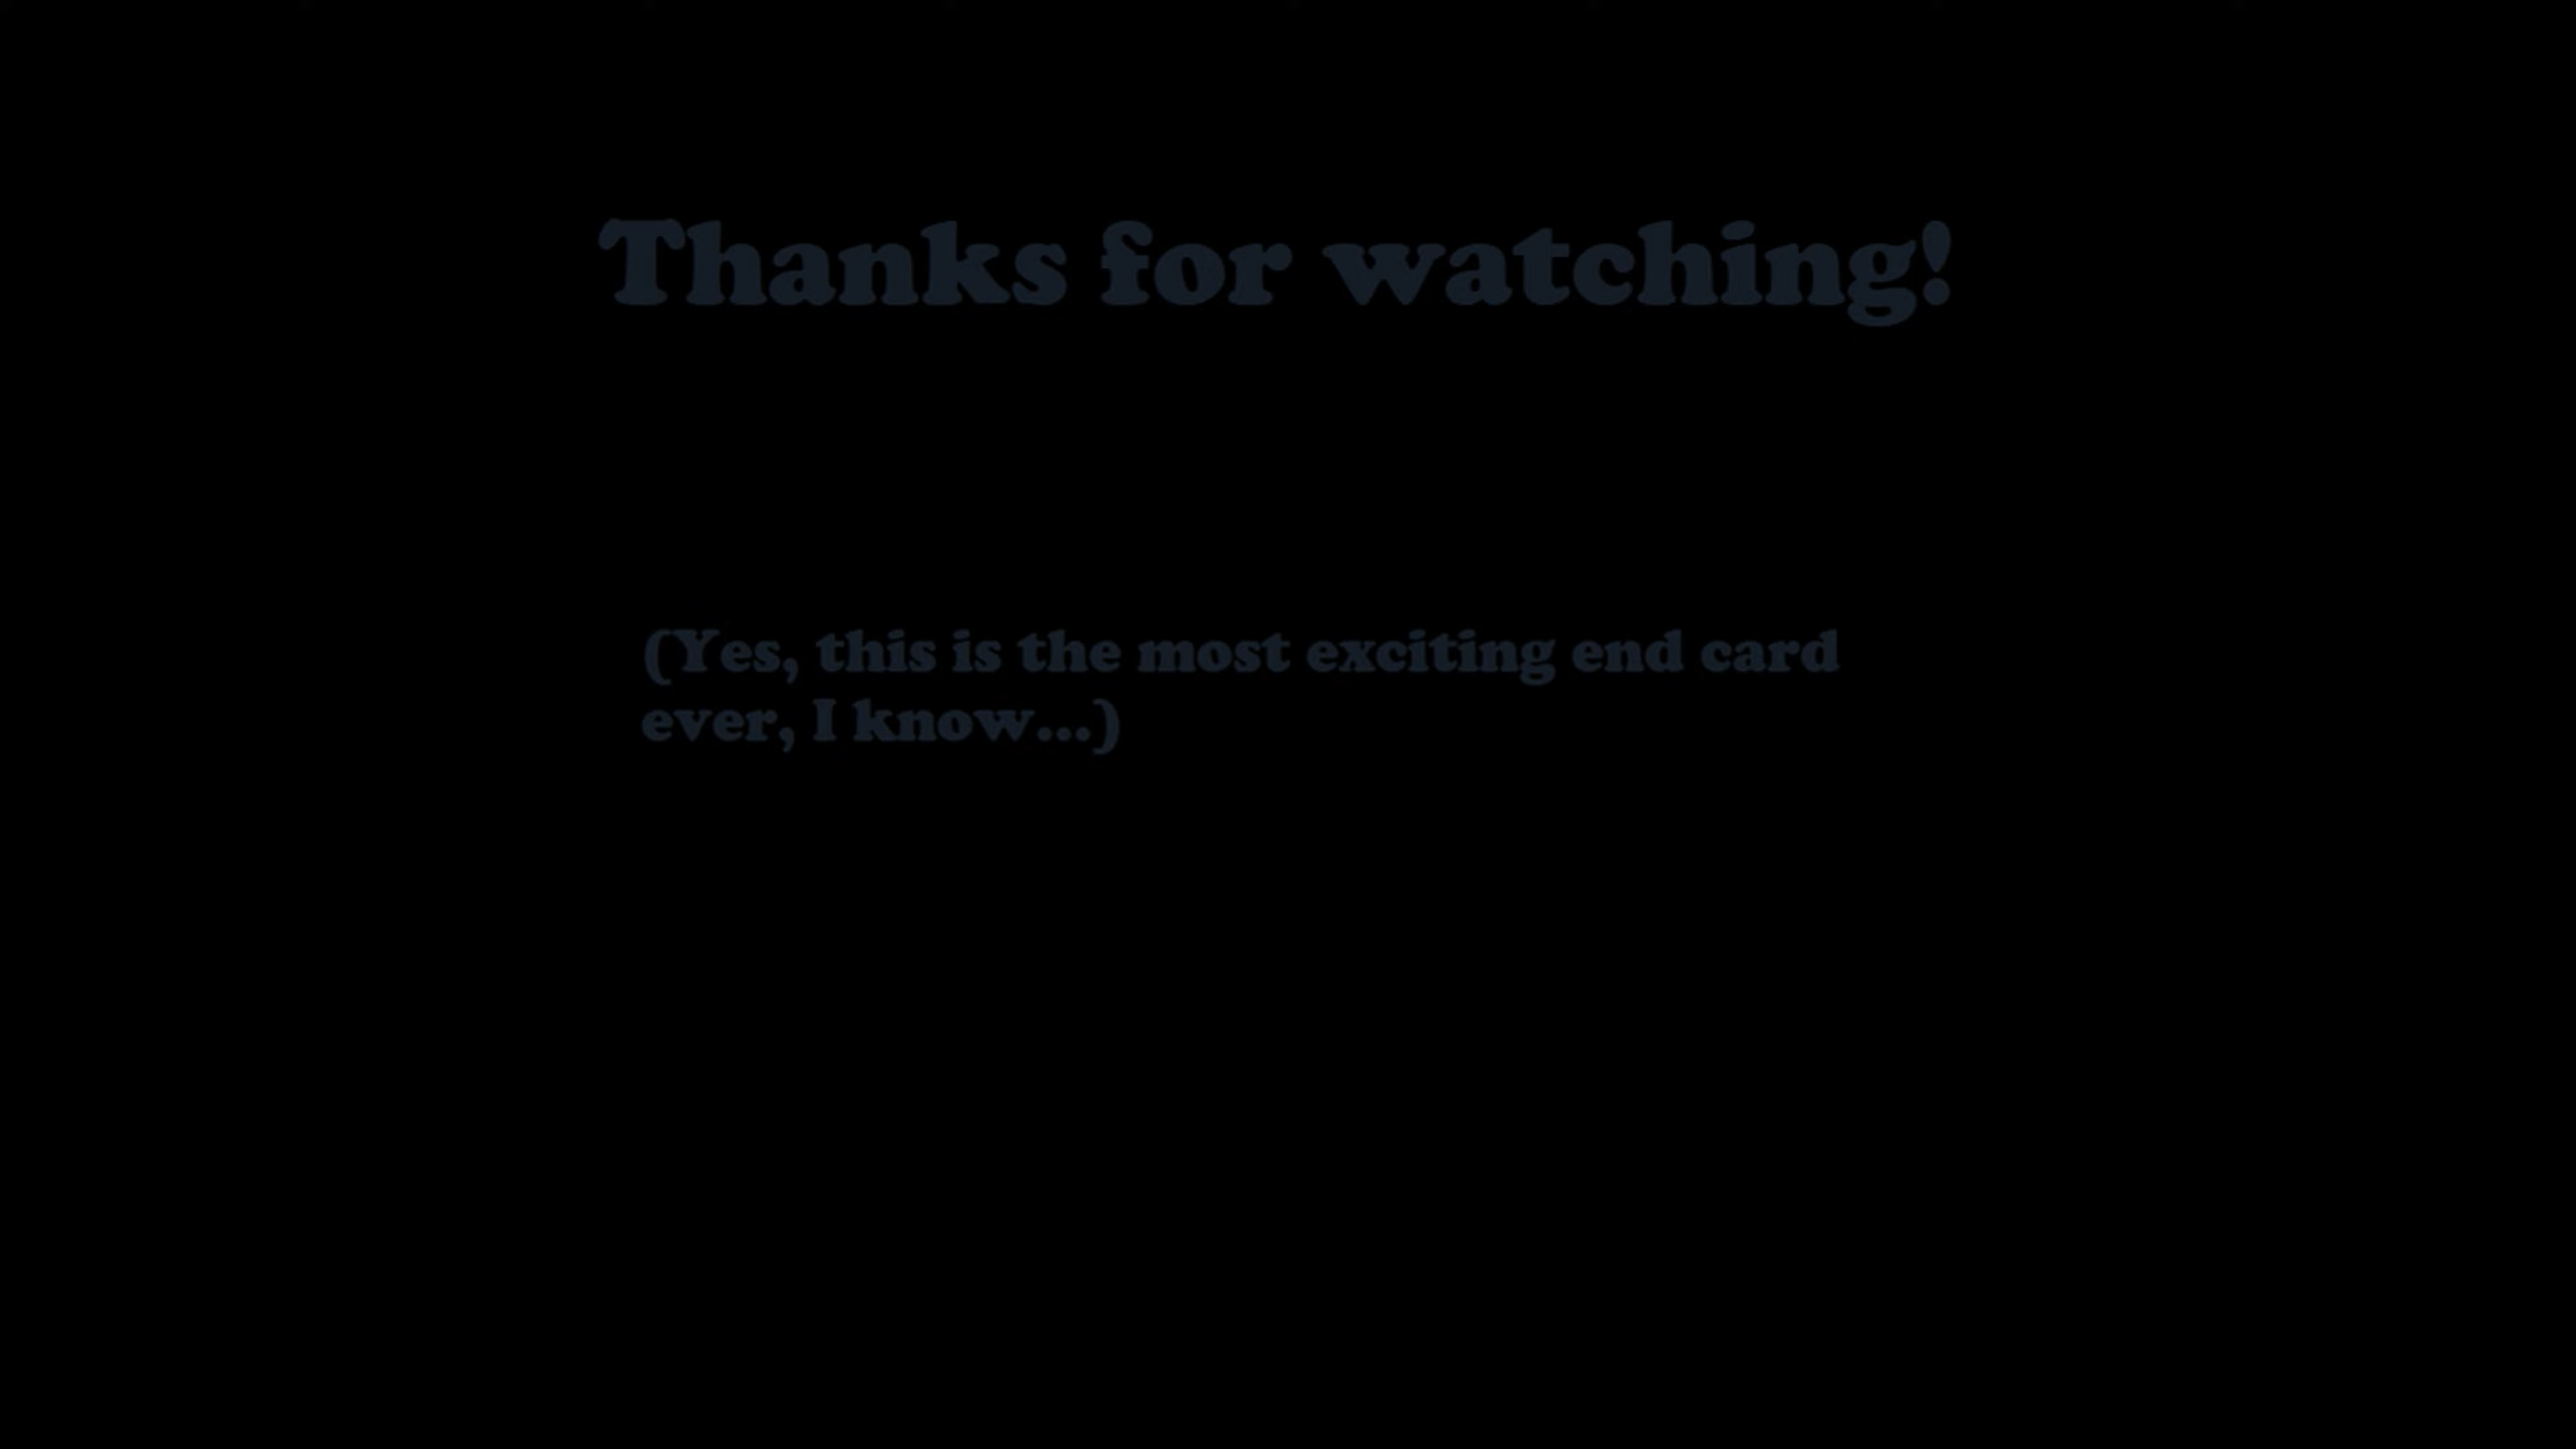 Thanks for watching!
(Yes, this is the most exciting end card
ever, I know...)